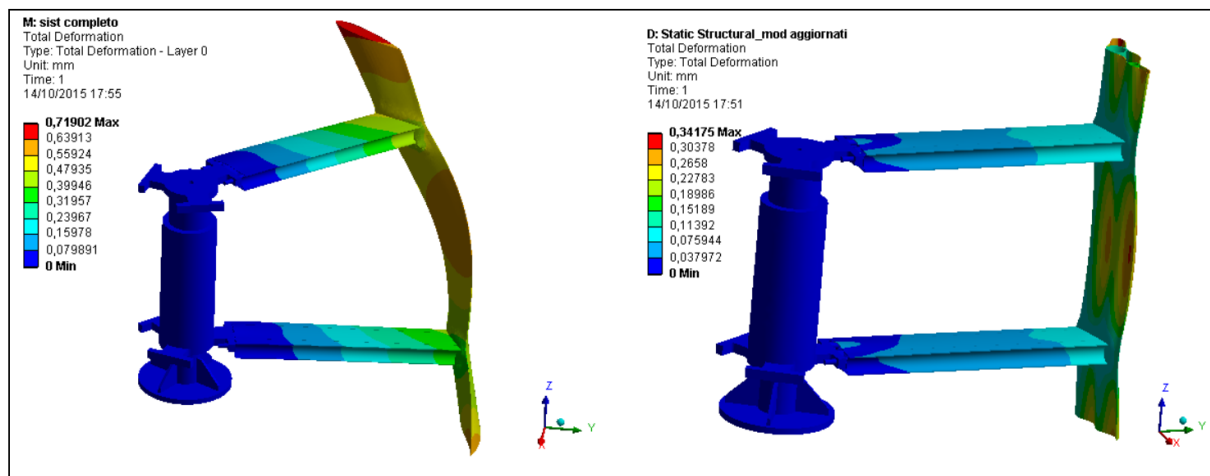 M: sist completo
Total Deformation
Type: Total Deformation - Layer 0
Unit: mm
Time: 1
14/10/2015 17:55
0,71902 Max
0,63913
0,55924
0,47935
0,39946
0,31957
0,23967
0,15978
0,079891
0 Min
Z
Y
X
D: Static Structural_mod aggiornati
Total Deformation
Type: Total Deformation
Unit: mm
Time: 1
14/10/2015 17:51
0,34175 Max
0,30378
0,2658
0,22783
0,18986
0,15189
0,11392
0,075944
0,037972
0 Min
Z
Y
X